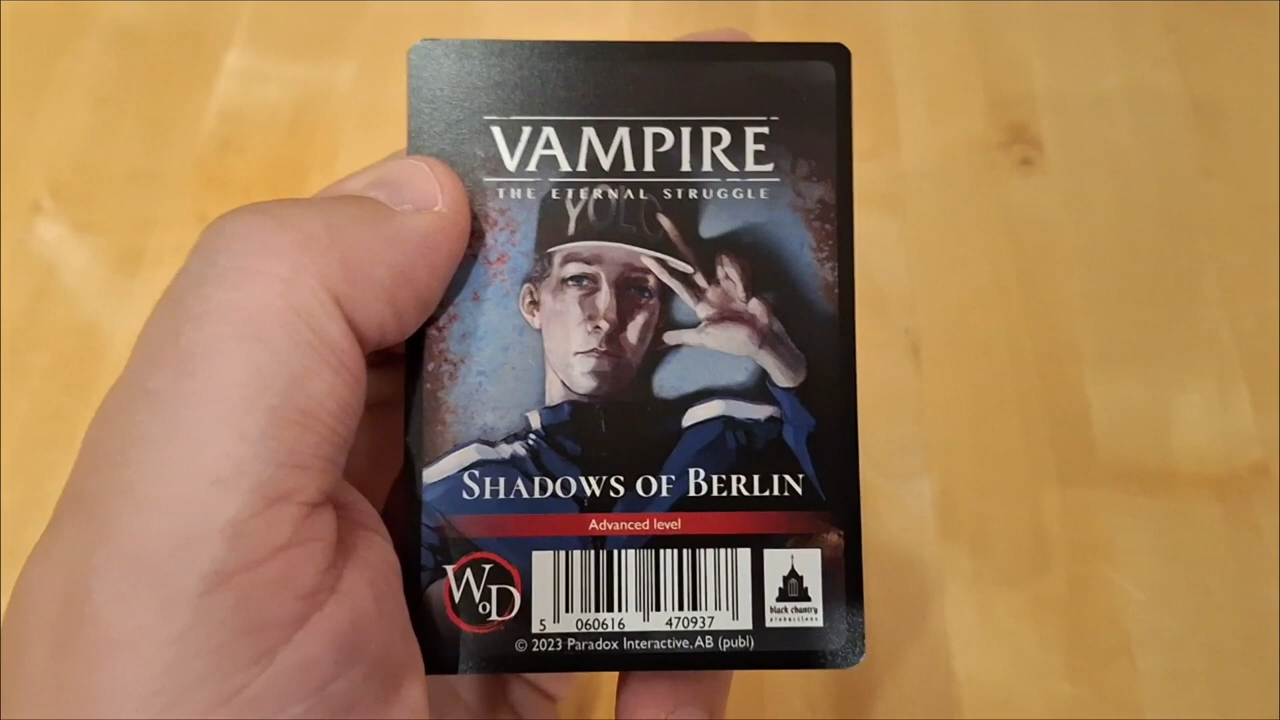 VAMPIRE
THE ETERNAL STRUGGLE
YOLO
SHADOWS OF BERLIN
Advanced level
WoD
5 060616 470937
black chantry
productions
© 2023 Paradox Interactive, AB (publ)